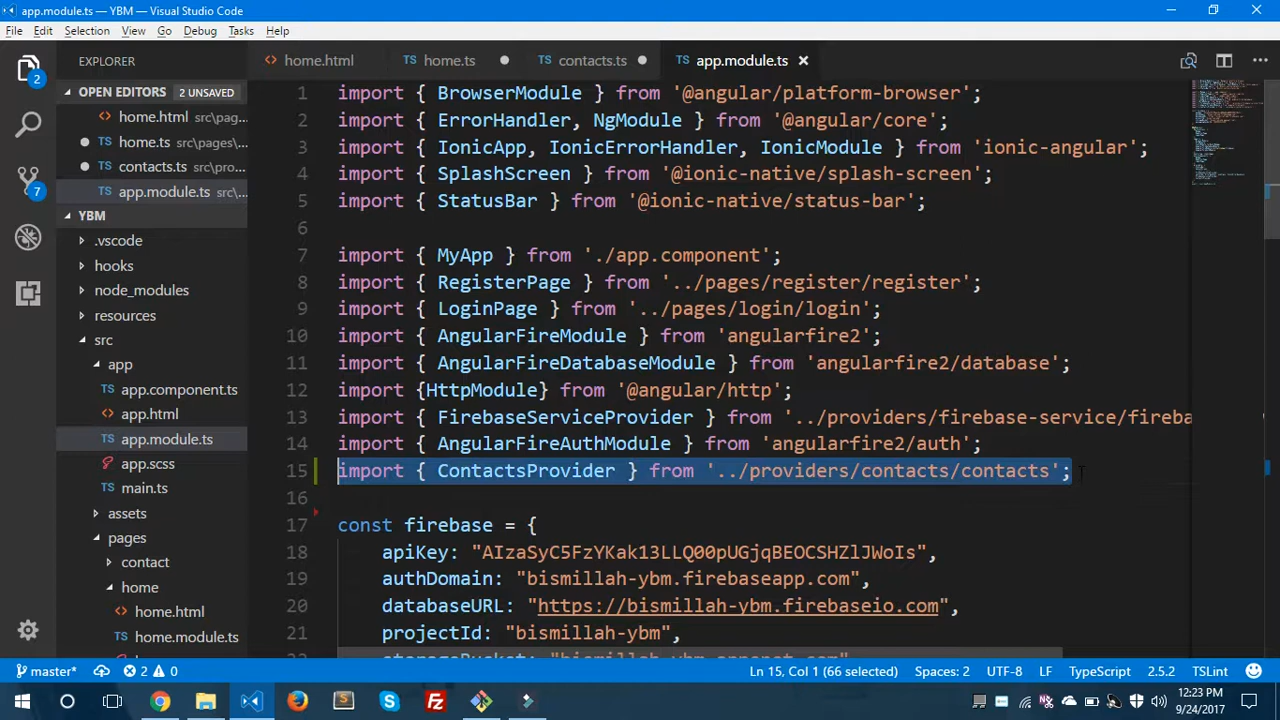 app.module.ts — YBM — Visual Studio Code
File Edit Selection View Go Debug Tasks Help
EXPLORER
OPEN EDITORS 2 UNSAVED
home.html src\pag...
home.ts src\pages...
contacts.ts src\pro...
app.module.ts src\...
YBM
.vscode
hooks
node_modules
resources
src
app
app.component.ts
app.html
app.module.ts
app.scss
main.ts
assets
pages
contact
home
home.html
home.module.ts
2
7
home.html
TS home.ts
TS contacts.ts
TS app.module.ts
1 import { BrowserModule } from '@angular/platform-browser';
2 import { ErrorHandler, NgModule } from '@angular/core';
3 import { IonicApp, IonicErrorHandler, IonicModule } from 'ionic-angular';
4 import { SplashScreen } from '@ionic-native/splash-screen';
5 import { StatusBar } from '@ionic-native/status-bar';
6
7 import { MyApp } from './app.component';
8 import { RegisterPage } from '../pages/register/register';
9 import { LoginPage } from '../pages/login/login';
10 import { AngularFireModule } from 'angularfire2';
11 import { AngularFireDatabaseModule } from 'angularfire2/database';
12 import {HttpModule} from '@angular/http';
13 import { FirebaseServiceProvider } from '../providers/firebase-service/fireba
14 import { AngularFireAuthModule } from 'angularfire2/auth';
15 import { ContactsProvider } from '../providers/contacts/contacts';
16
17 const firebase = {
18 apiKey: "AIzaSyC5FzYKak13LLQ00pUGjqBEOCSHZlJWoIs",
19 authDomain: "bismillah-ybm.firebaseapp.com",
20 databaseURL: "https://bismillah-ybm.firebaseio.com",
21 projectId: "bismillah-ybm",
master* 2 0 Ln 15, Col 1 (66 selected) Spaces: 2 UTF-8 LF TypeScript 2.5.2 TSLint
12:23 PM
9/24/2017